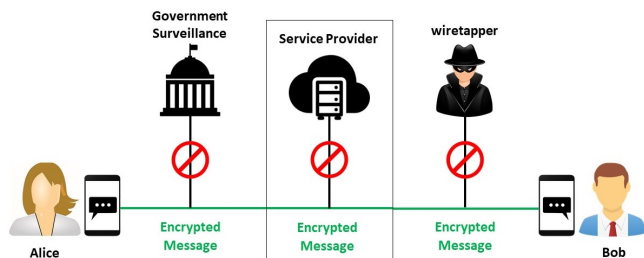 Government
Surveillance
Service Provider
wiretapper
Encrypted
Message
Encrypted
Message
Encrypted
Message
Alice
Bob